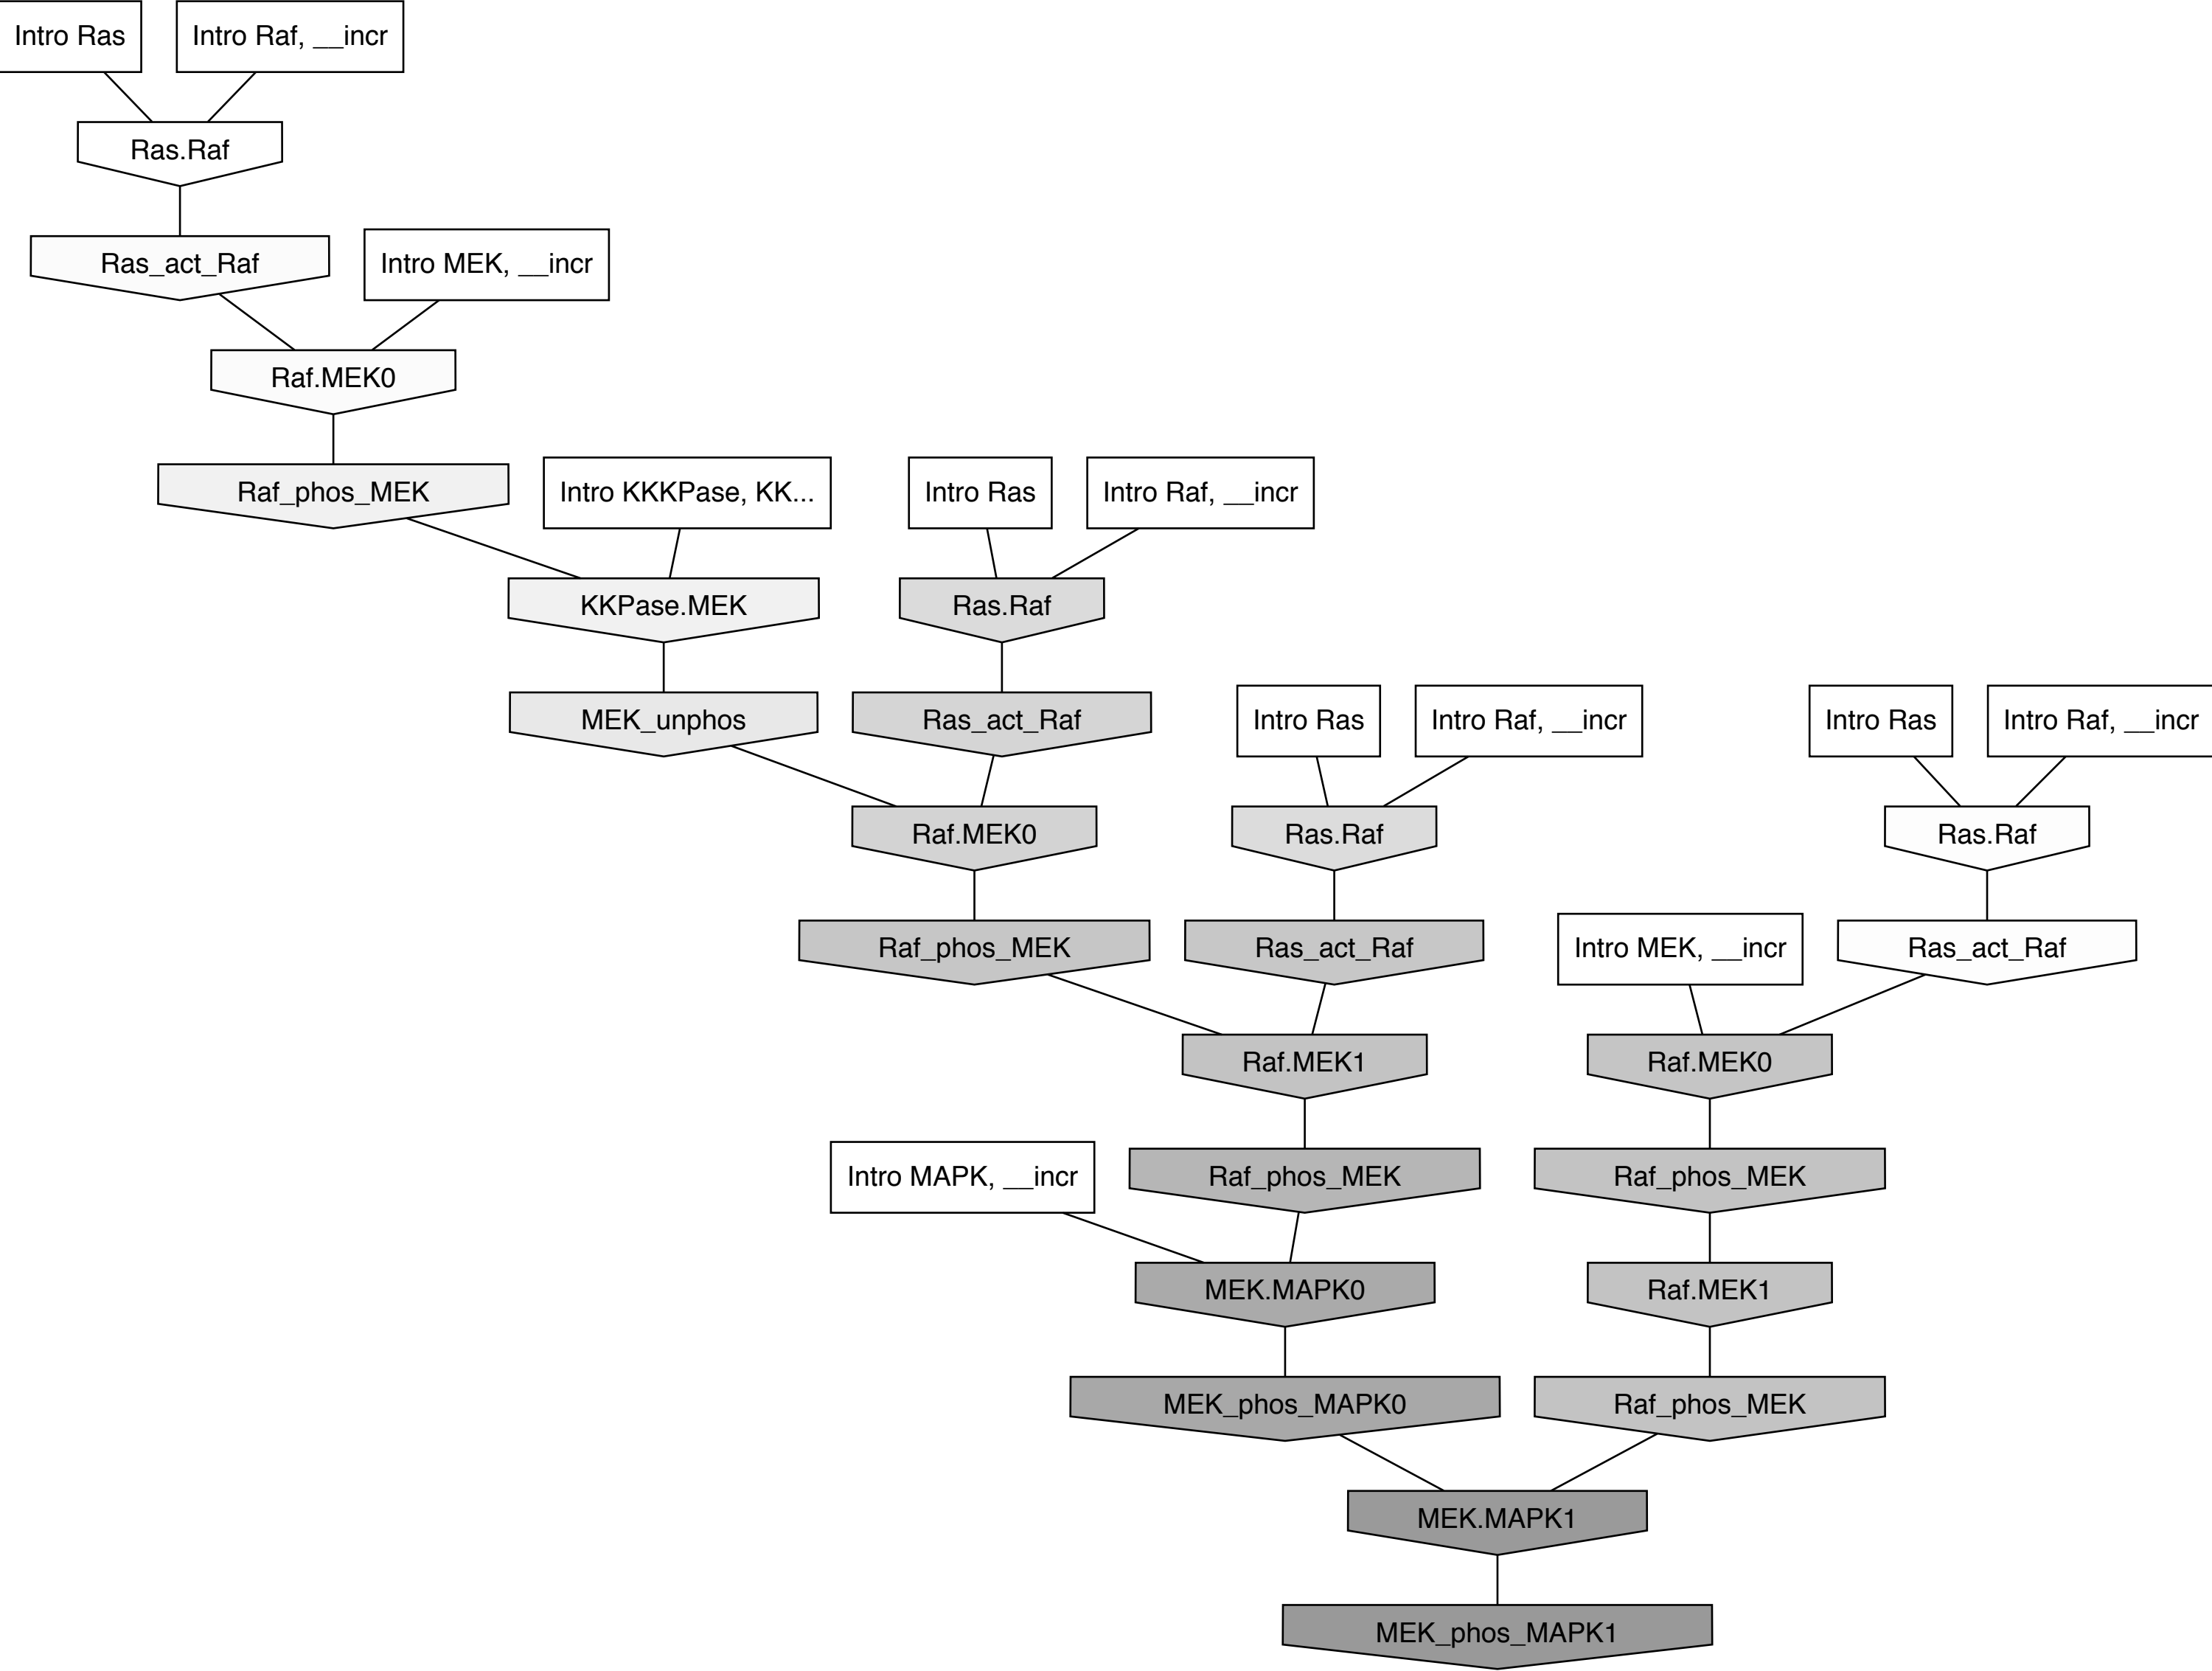 Intro Ras
Intro Raf, __incr
Ras.Raf
Ras_act_Raf
Intro MEK, __incr
Raf.MEK0
Raf_phos_MEK
Intro KKKPase, KK...
Intro Ras
Intro Raf, __incr
KKPase.MEK
Ras.Raf
MEK_unphos
Ras_act_Raf
Intro Ras
Intro Raf, __incr
Intro Ras
Intro Raf, __incr
Raf.MEK0
Ras.Raf
Ras.Raf
Raf_phos_MEK
Ras_act_Raf
Intro MEK, __incr
Ras_act_Raf
Raf.MEK1
Raf.MEK0
Intro MAPK, __incr
Raf_phos_MEK
Raf_phos_MEK
MEK.MAPK0
Raf.MEK1
MEK_phos_MAPK0
Raf_phos_MEK
MEK.MAPK1
MEK_phos_MAPK1